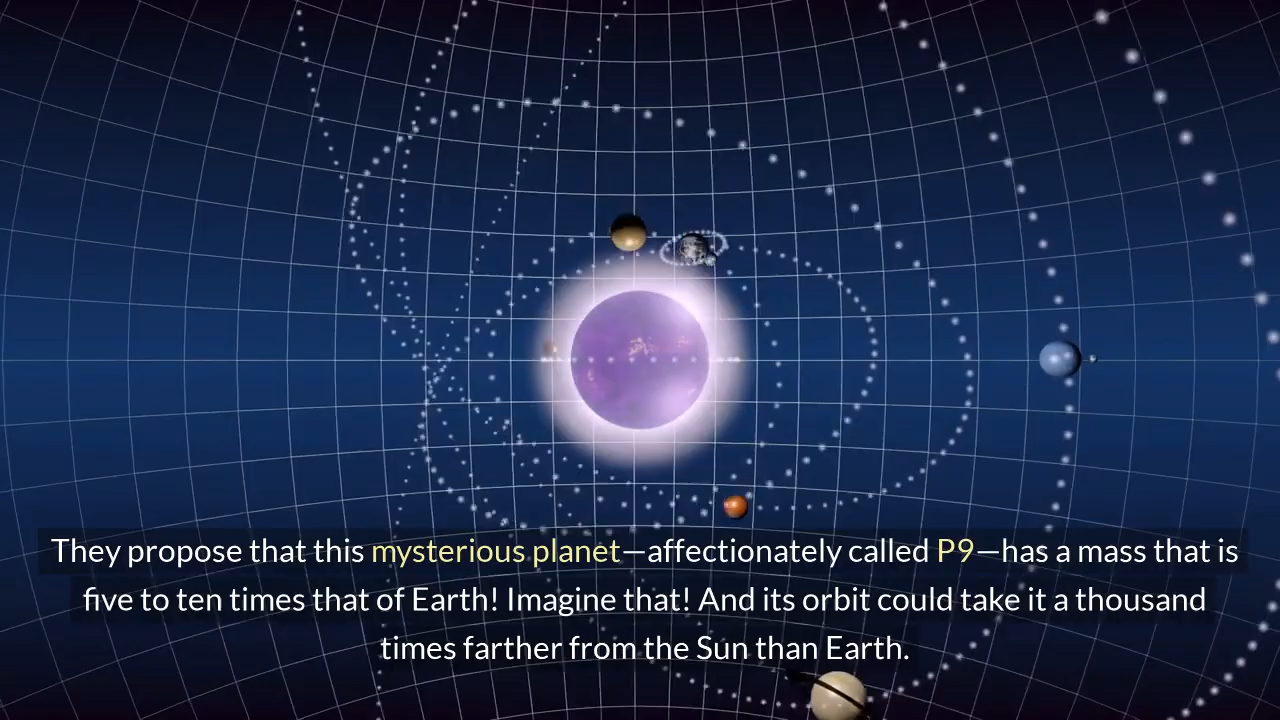 They propose that this mysterious planet—affectionately called P9—has a mass that is
five to ten times that of Earth! Imagine that! And its orbit could take it a thousand
times farther from the Sun than Earth.